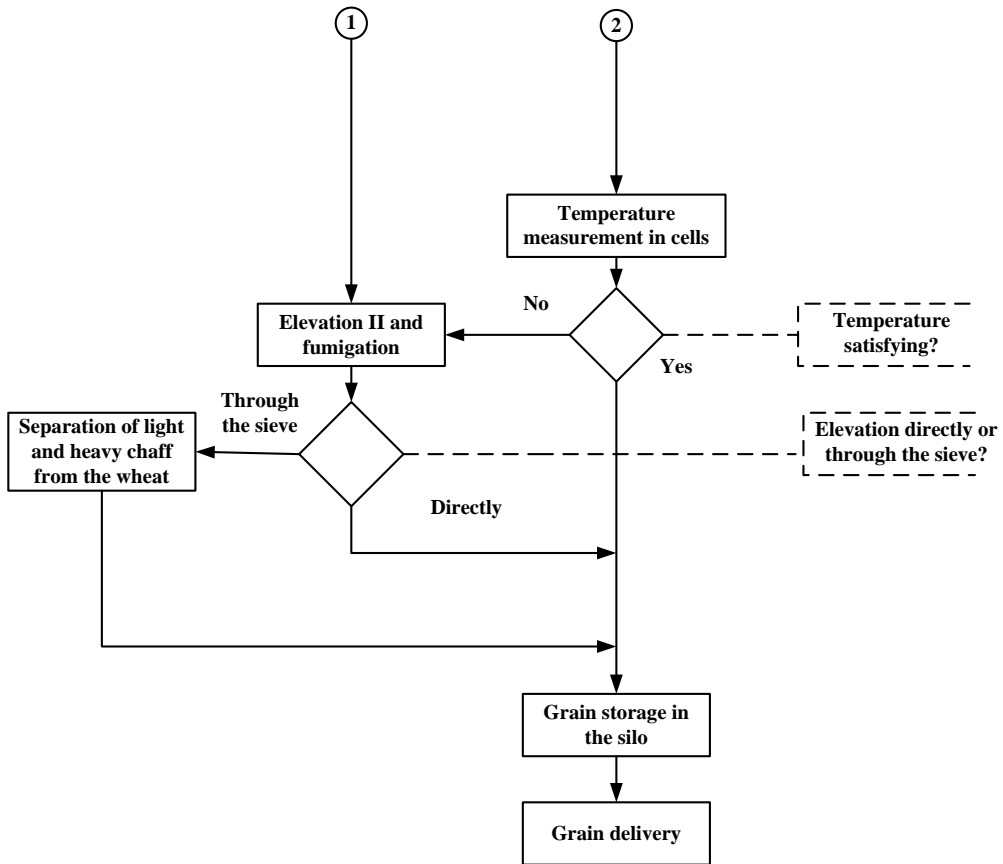 1
2
Temperature
measurement in cells
No
Elevation II and
fumigation
Temperature
satisfying?
Yes
Through
the sieve
Separation of light
and heavy chaff
from the wheat
Elevation directly or
through the sieve?
Directly
Grain storage in
the silo
Grain delivery